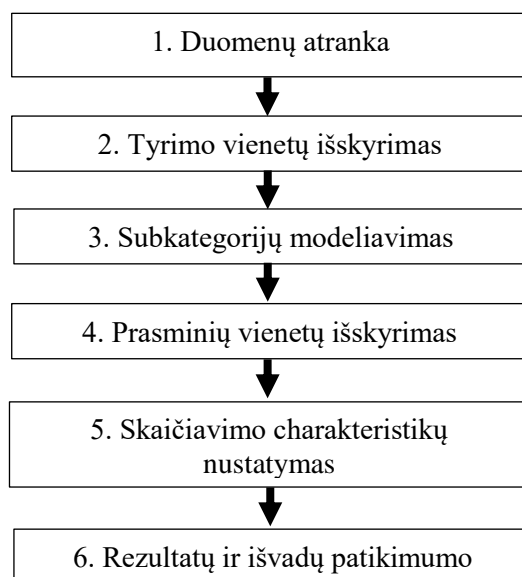 1. Duomenų atranka
2. Tyrimo vienetų išskyrimas
3. Subkategorijų modeliavimas
4. Prasminių vienetų išskyrimas
5. Skaičiavimo charakteristikų
nustatymas
6. Rezultatų ir išvadų patikimumo